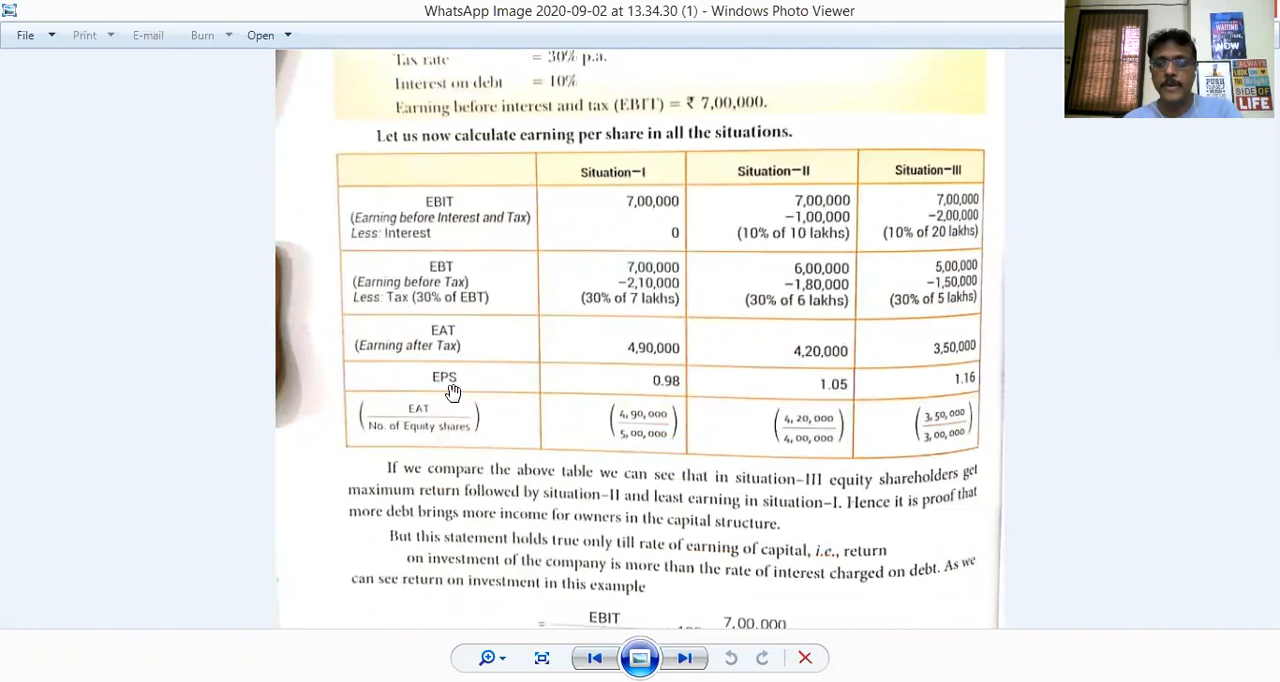 WhatsApp Image 2020-09-02 at 13.34.30 (1) - Windows Photo Viewer
File Print E-mail Burn Open
Tax rate = 30% p.a.
Interest on debt = 10%
Earning before interest and tax (EBIT) = ₹ 7,00,000.
Let us now calculate earning per share in all the situations.
Situation–I Situation–II Situation–III
EBIT 7,00,000 7,00,000 7,00,000
(Earning before Interest and Tax) –1,00,000 –2,00,000
Less: Interest 0 (10% of 10 lakhs) (10% of 20 lakhs)
EBT 7,00,000 6,00,000 5,00,000
(Earning before Tax) –2,10,000 –1,80,000 –1,50,000
Less: Tax (30% of EBT) (30% of 7 lakhs) (30% of 6 lakhs) (30% of 5 lakhs)
EAT
(Earning after Tax) 4,90,000 4,20,000 3,50,000
EPS 0.98 1.05 1.16
EAT 4,90,000 4,20,000 3,50,000
No. of Equity shares 5,00,000 4,00,000 3,00,000
If we compare the above table we can see that in situation–III equity shareholders get
maximum return followed by situation–II and least earning in situation–I. Hence it is proof that
more debt brings more income for owners in the capital structure.
But this statement holds true only till rate of earning of capital, i.e., return
on investment of the company is more than the rate of interest charged on debt. As we
can see return on investment in this example
= EBIT 7,00,000
WAITING
NOW
PUSH
ALWAYS
LOOK
ON THE
Bright
SIDE OF
LIFE